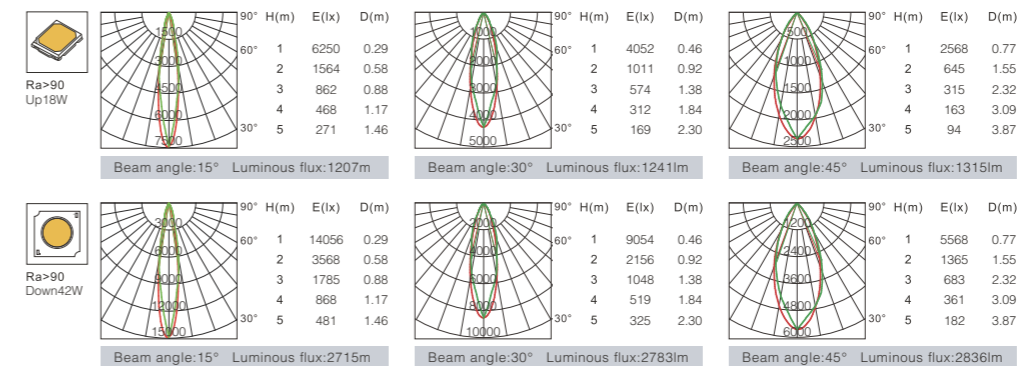 Ra>90
Up18W
1500
3000
4500
6000
7500
90°
60°
30°
H(m) E(lx) D(m)
1 6250 0.29
2 1564 0.58
3 862 0.88
4 468 1.17
5 271 1.46
Beam angle:15° Luminous flux:1207m
1000
2000
3000
4000
5000
90°
60°
30°
H(m) E(lx) D(m)
1 4052 0.46
2 1011 0.92
3 574 1.38
4 312 1.84
5 169 2.30
Beam angle:30° Luminous flux:1241lm
500
1000
1500
2000
2500
90°
60°
30°
H(m) E(lx) D(m)
1 2568 0.77
2 645 1.55
3 315 2.32
4 163 3.09
5 94 3.87
Beam angle:45° Luminous flux:1315lm
Ra>90
Down42W
3000
6000
9000
12000
15000
90°
60°
30°
H(m) E(lx) D(m)
1 14056 0.29
2 3568 0.58
3 1785 0.88
4 868 1.17
5 481 1.46
Beam angle:15° Luminous flux:2715m
2000
4000
6000
8000
10000
90°
60°
30°
H(m) E(lx) D(m)
1 9054 0.46
2 2156 0.92
3 1048 1.38
4 519 1.84
5 325 2.30
Beam angle:30° Luminous flux:2783lm
1200
2400
3600
4800
6000
90°
60°
30°
H(m) E(lx) D(m)
1 5568 0.77
2 1365 1.55
3 683 2.32
4 361 3.09
5 182 3.87
Beam angle:45° Luminous flux:2836lm